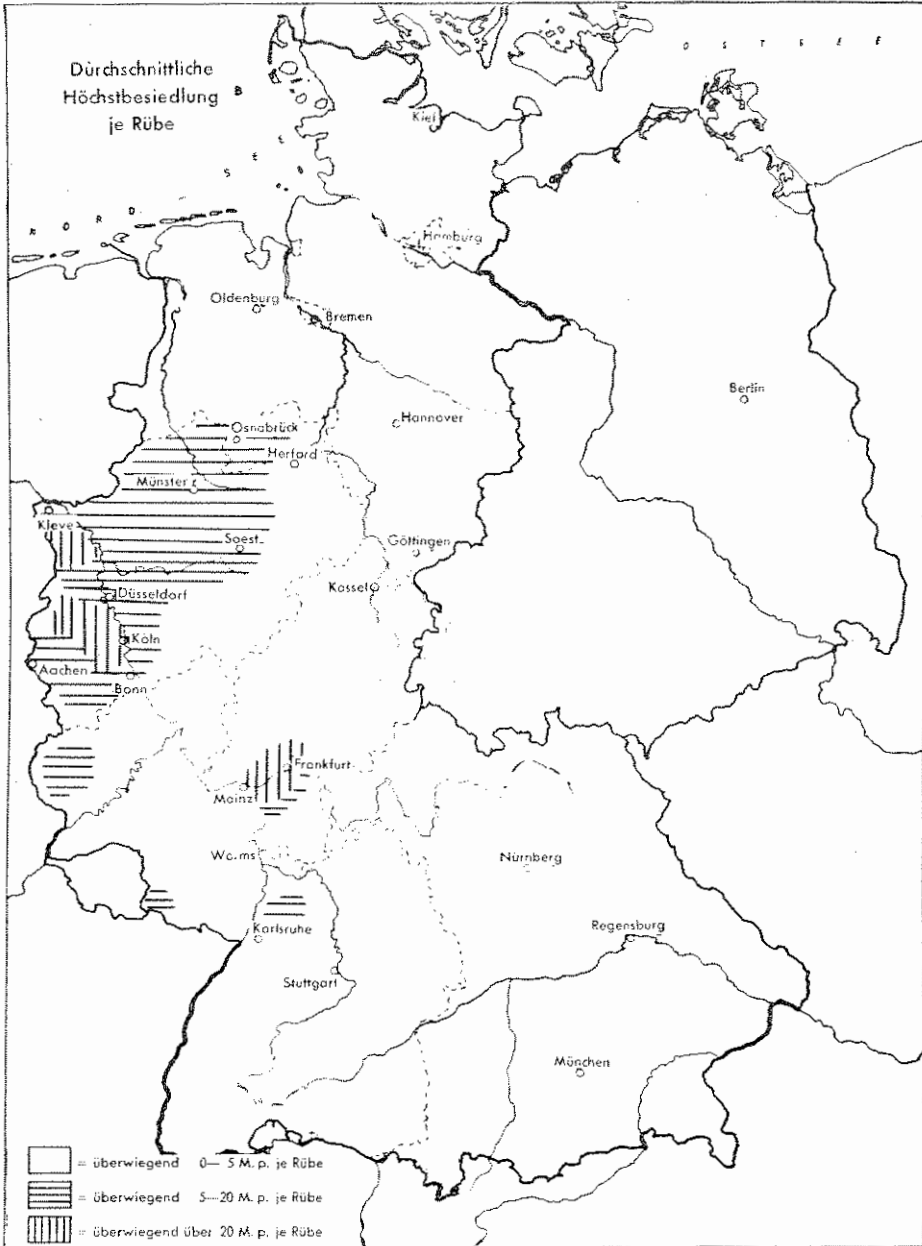 Durchschnittliche
Höchstbesiedlung
je Rübe
O S T S E E
N O R D S E E
B
Kiel
Hamburg
Oldenburg
Bremen
Berlin
Hannover
Osnabrück
Herford
Münster
Kleve
Soest
Göttingen
Kassel
Düsseldorf
Köln
Aachen
Bonn
Frankfurt
Mainz
Worms
Nürnberg
Karlsruhe
Regensburg
Stuttgart
München
= überwiegend 0— 5 M. p. je Rübe
= überwiegend 5—20 M. p. je Rübe
= überwiegend über 20 M. p. je Rübe